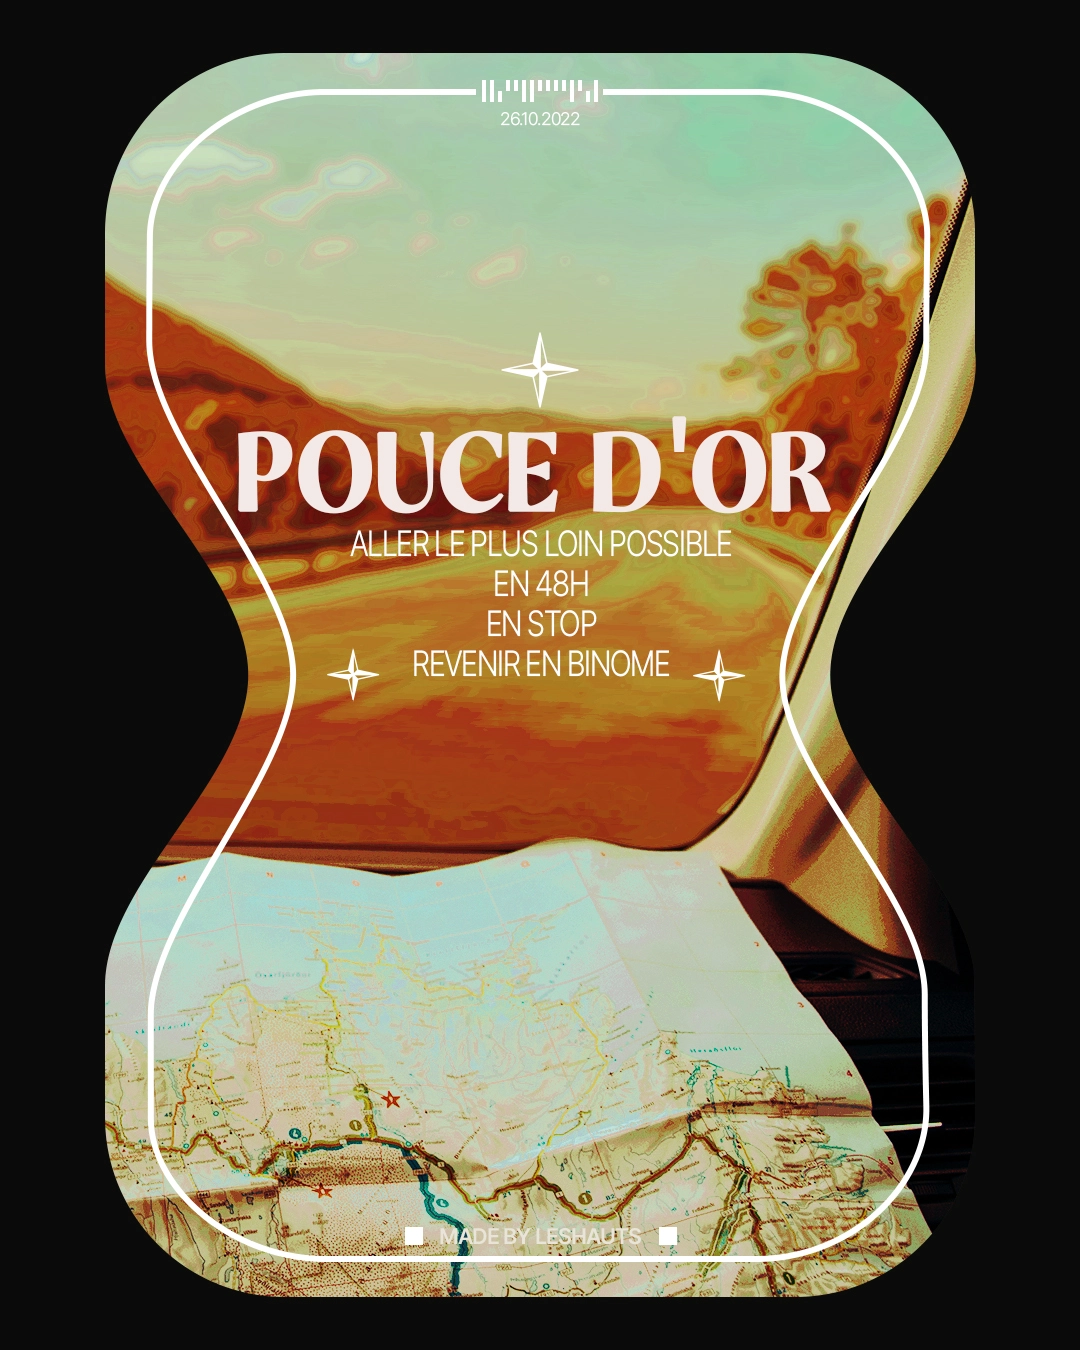 26.10.2022
POUCE D'OR
ALLER LE PLUS LOIN POSSIBLE
EN 48H
EN STOP
REVENIR EN BINOME
MADE BY LESHAUTS